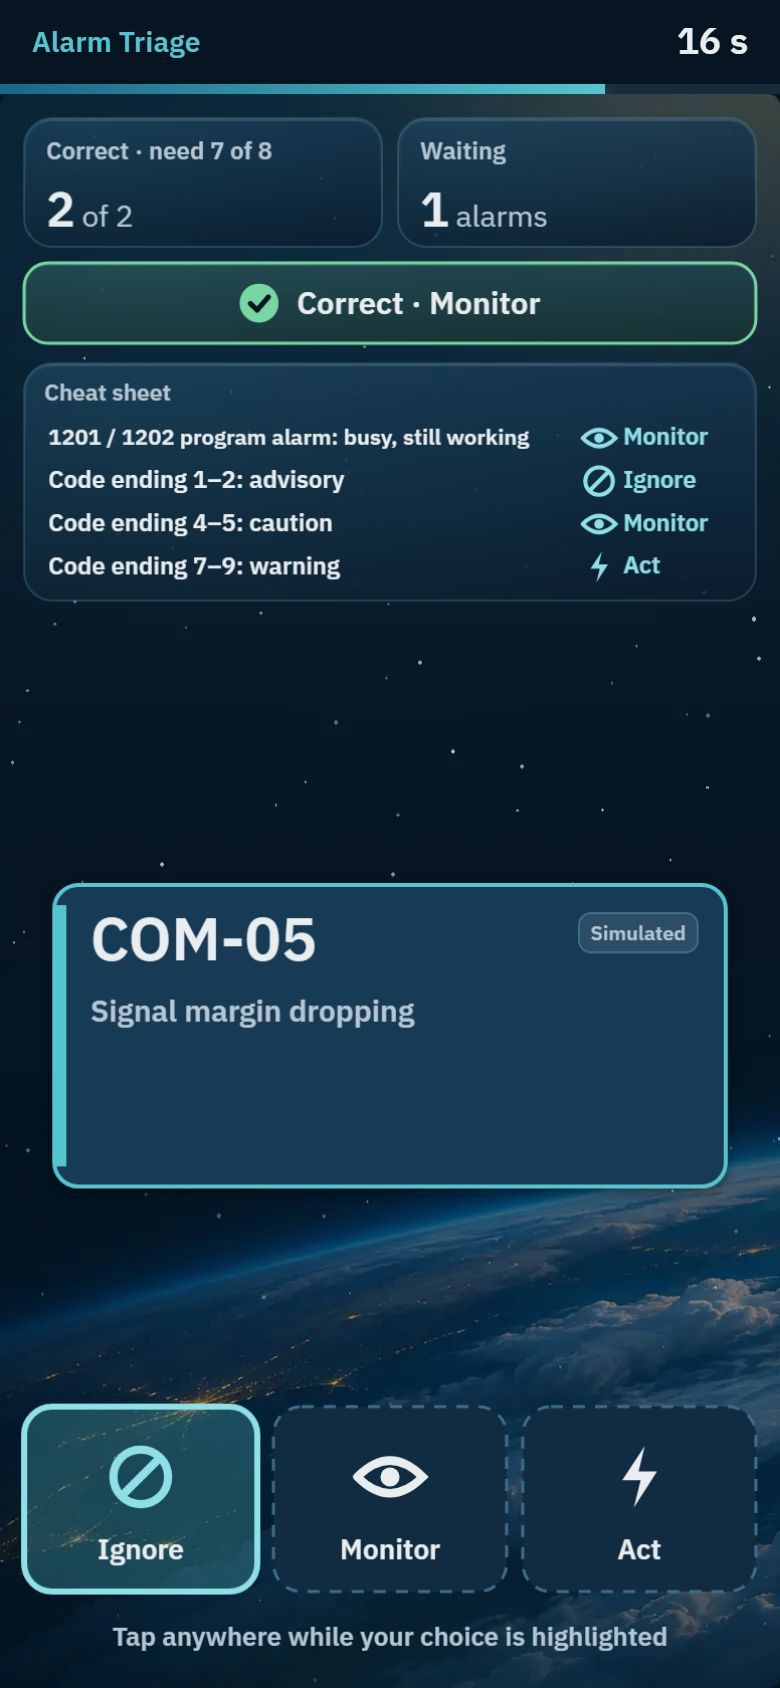 Alarm Triage 16 s
Correct · need 7 of 8
2 of 2
Waiting
1 alarms
Correct · Monitor
Cheat sheet
1201 / 1202 program alarm: busy, still working Monitor
Code ending 1–2: advisory Ignore
Code ending 4–5: caution Monitor
Code ending 7–9: warning Act
COM-05 Simulated
Signal margin dropping
Ignore Monitor Act
Tap anywhere while your choice is highlighted